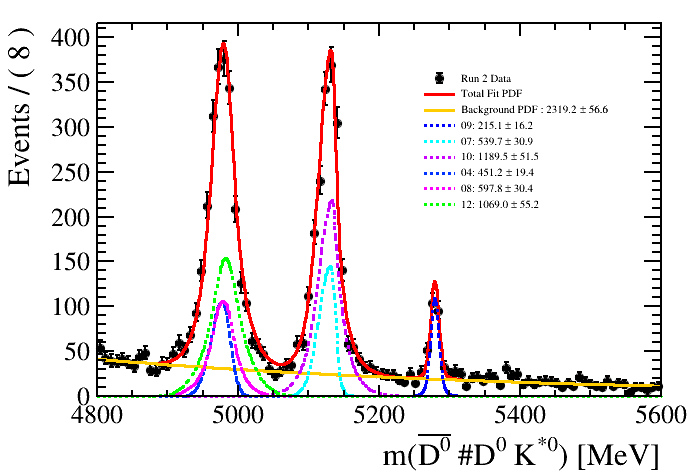 Events / ( 8 )
400
350
300
250
200
150
100
50
0
Run 2 Data
Total Fit PDF
Background PDF : 2319.2 ± 56.6
09: 215.1 ± 16.2
07: 539.7 ± 30.9
10: 1189.5 ± 51.5
04: 451.2 ± 19.4
08: 597.8 ± 30.4
12: 1069.0 ± 55.2
4800 5000 5200 5400 5600
m(D̅⁰ #D⁰ K*⁰) [MeV]